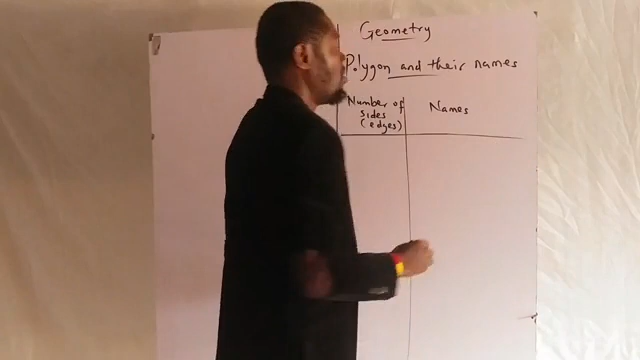 Geometry
Polygon and their names
Number of
sides
(edges)
Names